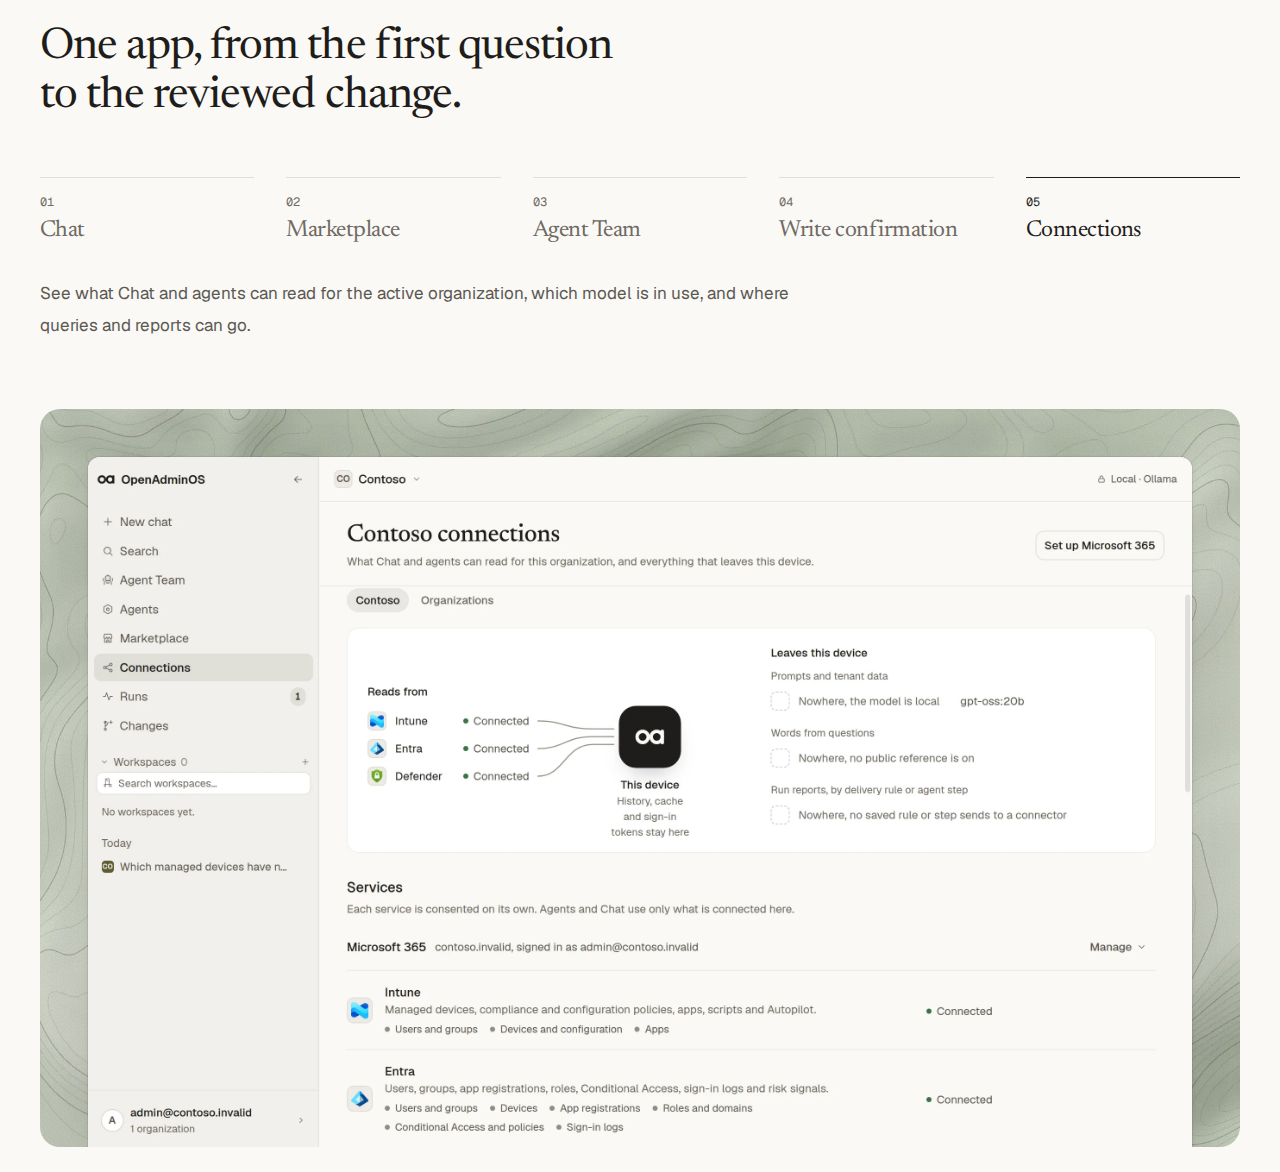 One app, from the first question
to the reviewed change.
01
Chat
02
Marketplace
03
Agent Team
04
Write confirmation
05
Connections
See what Chat and agents can read for the active organization, which model is in use, and where
queries and reports can go.
oa OpenAdminOS
New chat
Search
Agent Team
Agents
Marketplace
Connections
Runs 1
Changes
Workspaces 0
Search workspaces...
No workspaces yet.
Today
CO Which managed devices have n...
A
admin@contoso.invalid
1 organization
CO Contoso
Local · Ollama
Contoso connections
What Chat and agents can read for this organization, and everything that leaves this device.
Set up Microsoft 365
Contoso Organizations
Reads from
Intune Connected
Entra Connected
Defender Connected
oa
This device
History, cache
and sign-in
tokens stay here
Leaves this device
Prompts and tenant data
Nowhere, the model is local gpt-oss:20b
Words from questions
Nowhere, no public reference is on
Run reports, by delivery rule or agent step
Nowhere, no saved rule or step sends to a connector
Services
Each service is consented on its own. Agents and Chat use only what is connected here.
Microsoft 365 contoso.invalid, signed in as admin@contoso.invalid
Manage
Intune
Managed devices, compliance and configuration policies, apps, scripts and Autopilot.
Users and groups Devices and configuration Apps
Connected
Entra
Users, groups, app registrations, roles, Conditional Access, sign-in logs and risk signals.
Users and groups Devices App registrations Roles and domains
Conditional Access and policies Sign-in logs
Connected